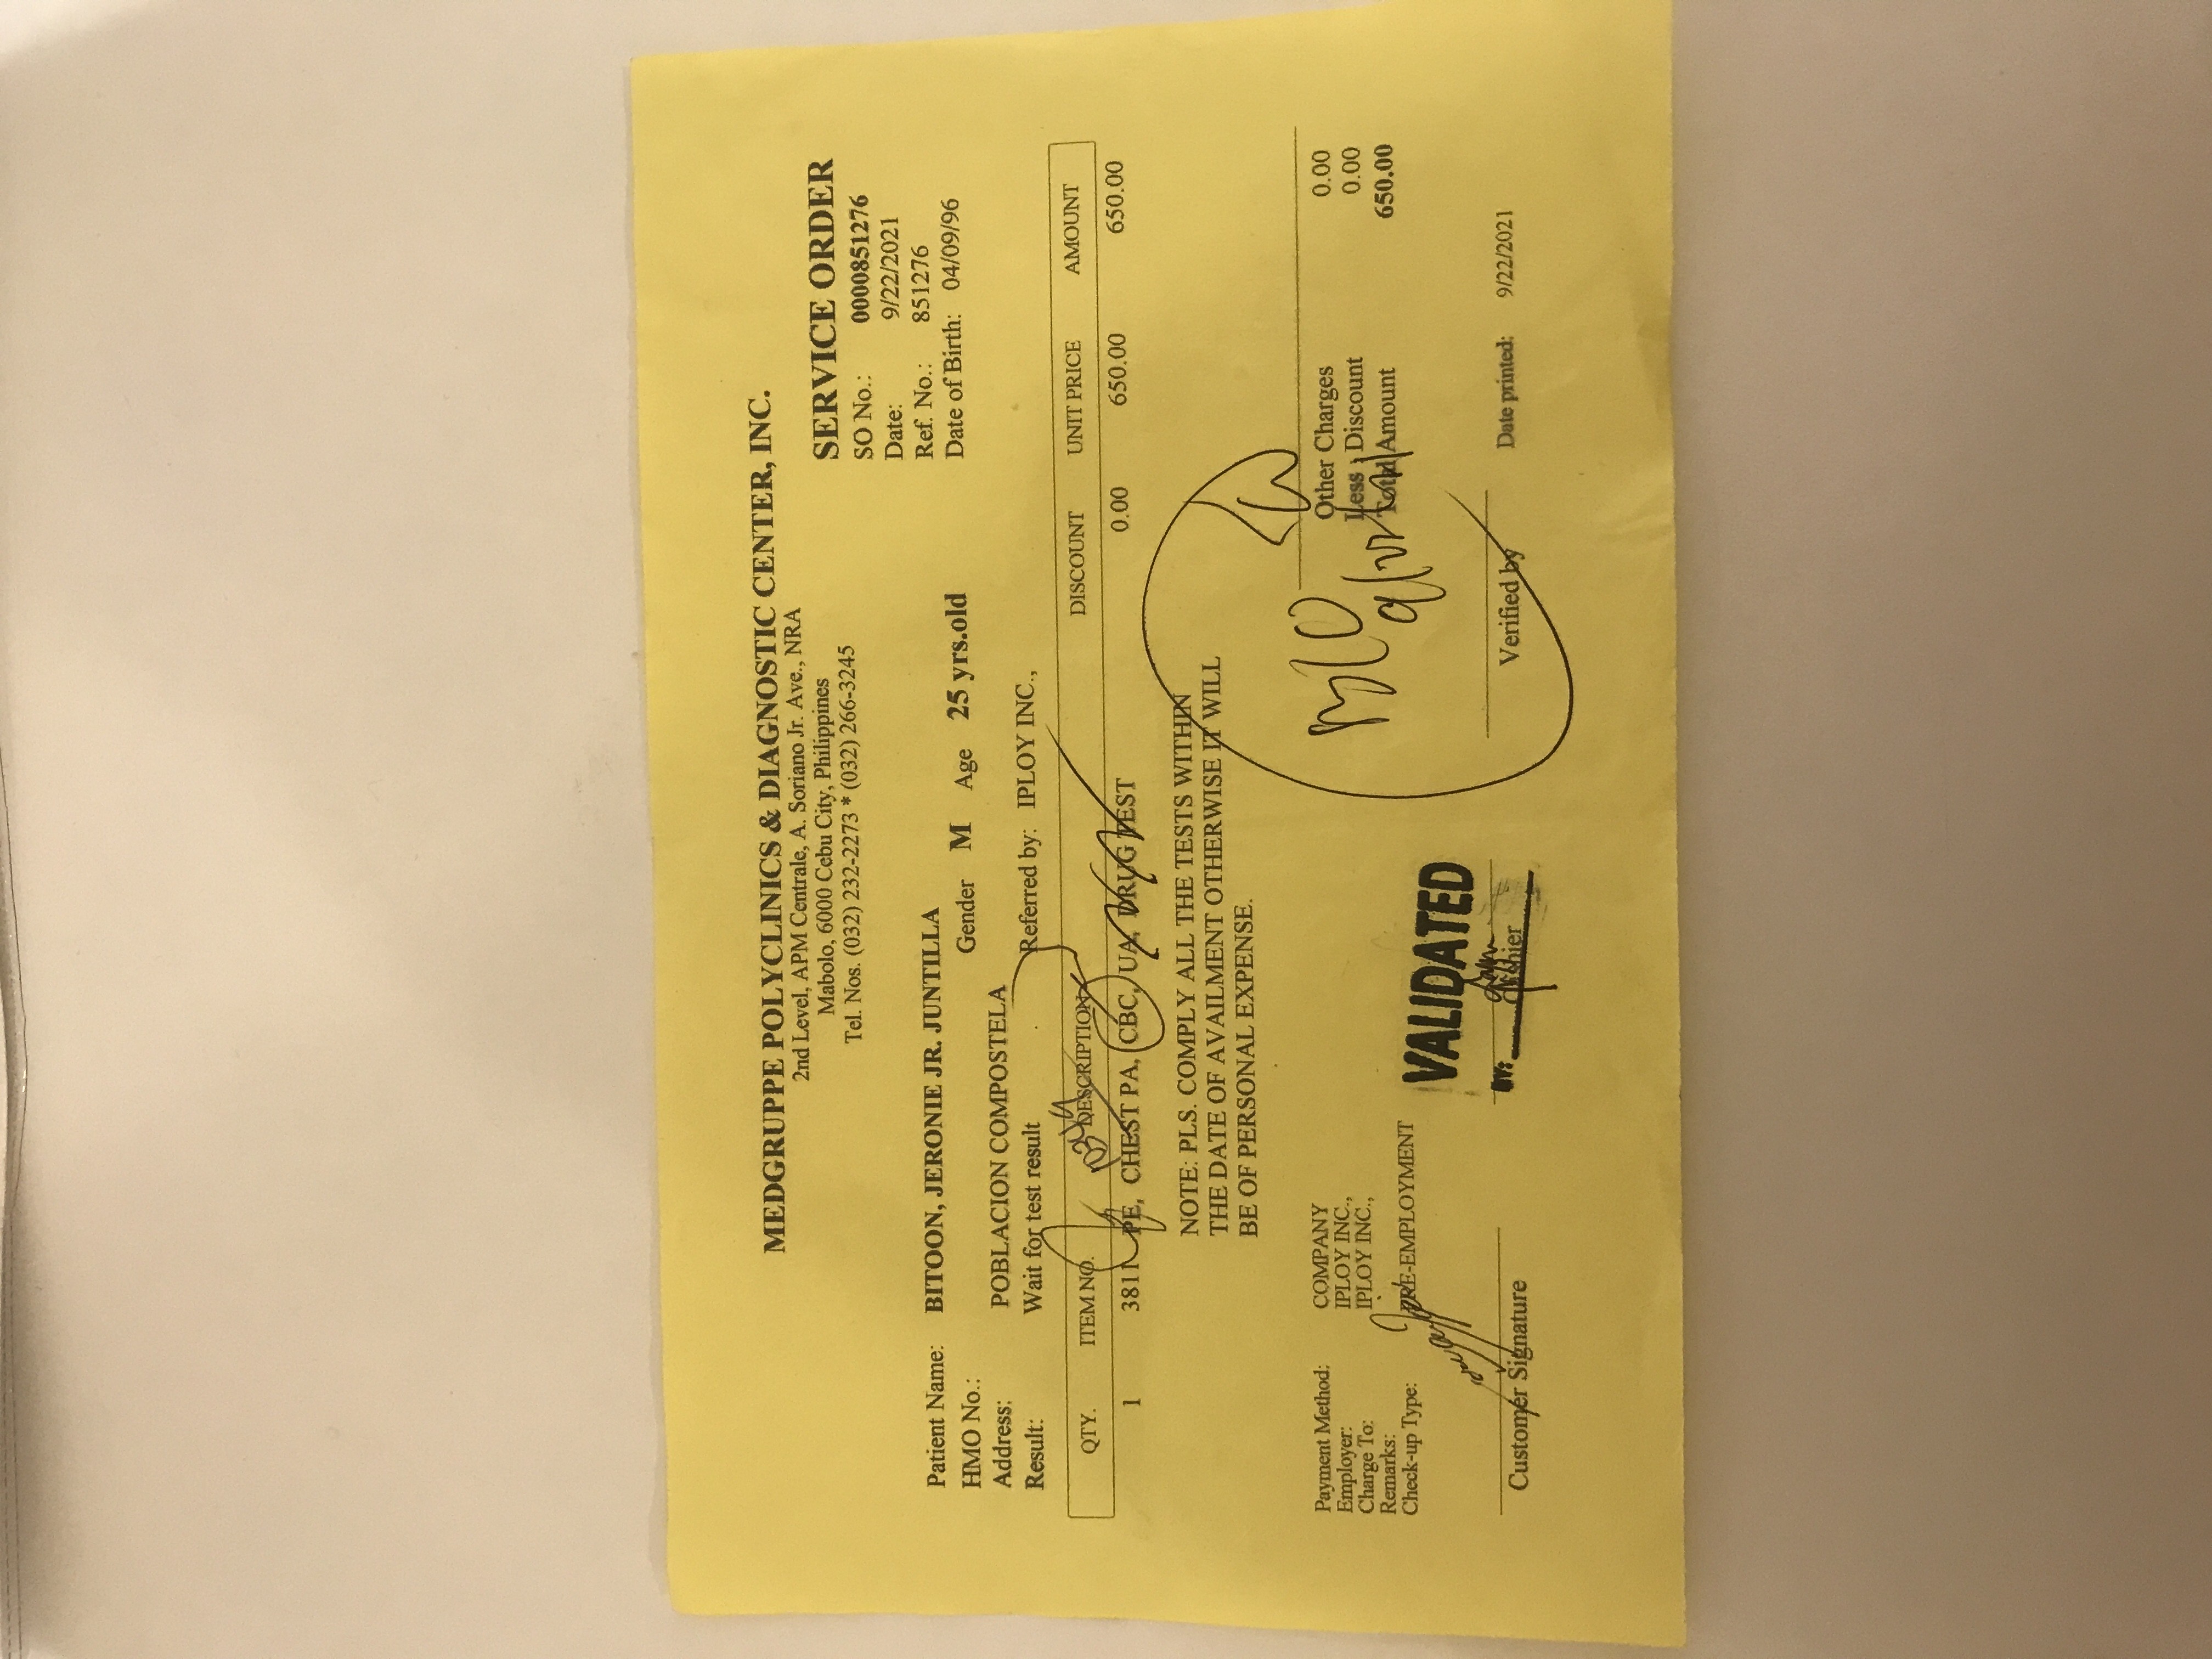 MEDGRUPPE POLYCLINICS & DIAGNOSTIC CENTER, INC.
2nd Level, APM Centrale, A. Soriano Jr. Ave., NRA
Mabolo, 6000 Cebu City, Philippines
Tel. Nos. (032) 232-2273 * (032) 266-3245
SERVICE ORDER
SO No.: 0000851276
Date: 9/22/2021
Ref. No.: 851276
Date of Birth: 04/09/96
Patient Name: BITOON, JERONIE JR. JUNTILLA
HMO No.: Gender M Age 25 yrs.old
Address: POBLACION COMPOSTELA
Result: Wait for test result Referred by: IPLOY INC.,
QTY. ITEM NO. DESCRIPTION DISCOUNT UNIT PRICE AMOUNT
1 3811 PE, CHEST PA, CBC, UA, DRUG TEST 0.00 650.00 650.00
NOTE: PLS. COMPLY ALL THE TESTS WITHIN
THE DATE OF AVAILMENT OTHERWISE IT WILL
BE OF PERSONAL EXPENSE.
Payment Method: COMPANY
Employer: IPLOY INC.,
Charge To: IPLOY INC.,
Remarks:
Check-up Type: PRE-EMPLOYMENT
Other Charges 0.00
Less : Discount 0.00
Total Amount 650.00
VALIDATED
BY:
Customer Signature
Cashier
Verified by
Date printed: 9/22/2021